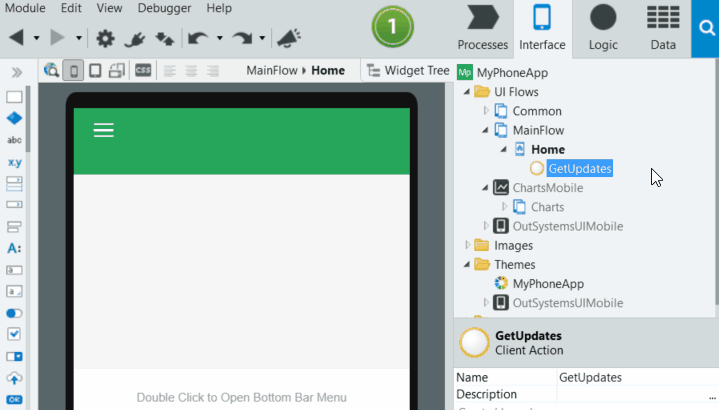 Module Edit View Debugger Help
1
Processes Interface Logic Data
CSS MainFlow Home Widget Tree
Mp MyPhoneApp
UI Flows
Common
MainFlow
Home
GetUpdates
ChartsMobile
Charts
OutSystemsUIMobile
Images
Themes
MyPhoneApp
OutSystemsUIMobile
abc
x.y
A:
a
a
OK
Double Click to Open Bottom Bar Menu
GetUpdates
Client Action
Name GetUpdates
Description ...